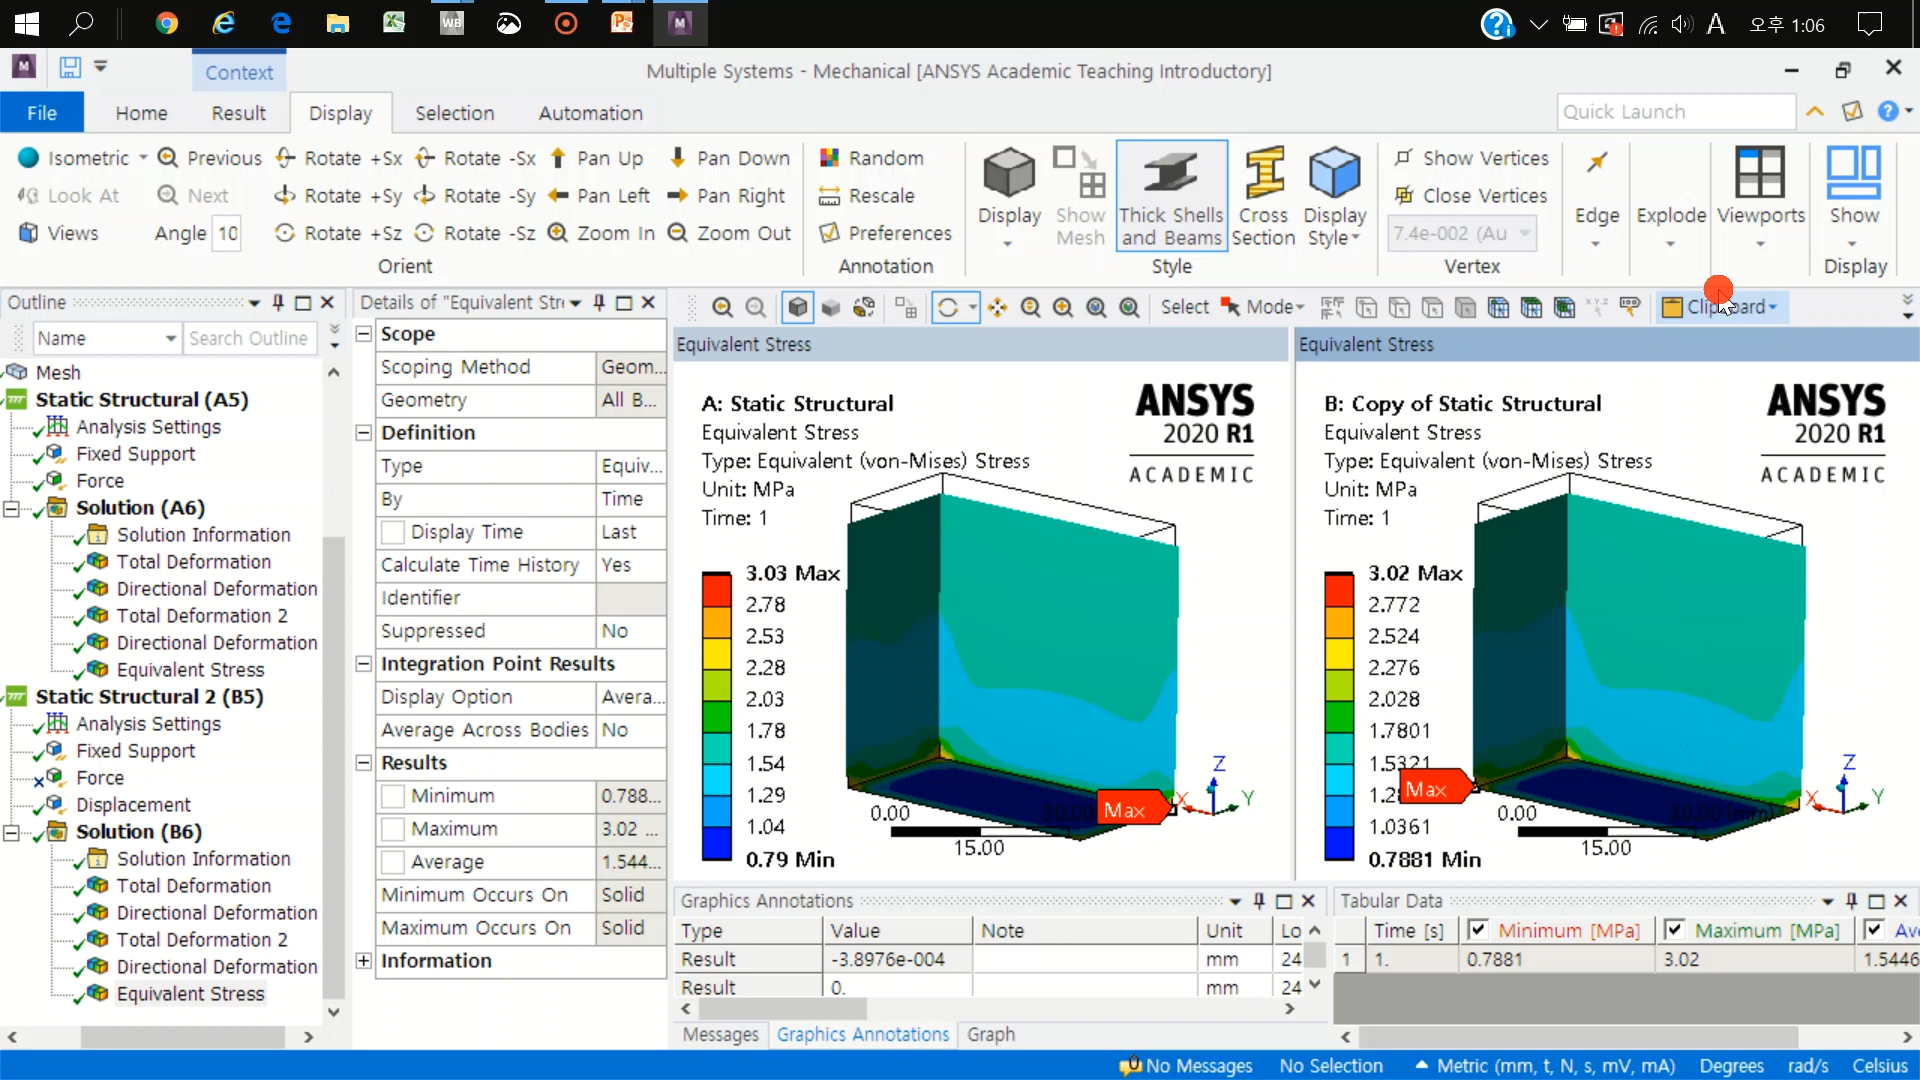 WB
M
A 오후 1:06
Context
Multiple Systems - Mechanical [ANSYS Academic Teaching Introductory]
File Home Result Display Selection Automation
Quick Launch
Isometric Previous Rotate +Sx Rotate -Sx Pan Up Pan Down
Look At Next Rotate +Sy Rotate -Sy Pan Left Pan Right
Views Angle 10 Rotate +Sz Rotate -Sz Zoom In Zoom Out
Orient
Random
Rescale
Preferences
Annotation
Display
Show Mesh
Thick Shells and Beams
Cross Section
Display Style
Style
Show Vertices
Close Vertices
7.4e-002 (Au
Vertex
Edge
Explode
Viewports
Show
Display
Outline
Name Search Outline
Mesh
Static Structural (A5)
Analysis Settings
Fixed Support
Force
Solution (A6)
Solution Information
Total Deformation
Directional Deformation
Total Deformation 2
Directional Deformation
Equivalent Stress
Static Structural 2 (B5)
Analysis Settings
Fixed Support
Force
Displacement
Solution (B6)
Solution Information
Total Deformation
Directional Deformation
Total Deformation 2
Directional Deformation
Equivalent Stress
Details of "Equivalent Str
Scope
Scoping Method Geom...
Geometry All B...
Definition
Type Equiv...
By Time
Display Time Last
Calculate Time History Yes
Identifier
Suppressed No
Integration Point Results
Display Option Avera...
Average Across Bodies No
Results
Minimum 0.788...
Maximum 3.02 ...
Average 1.544...
Minimum Occurs On Solid
Maximum Occurs On Solid
Information
Select Mode Clipboard
Equivalent Stress
A: Static Structural
Equivalent Stress
Type: Equivalent (von-Mises) Stress
Unit: MPa
Time: 1
ANSYS
2020 R1
ACADEMIC
3.03 Max
2.78
2.53
2.28
2.03
1.78
1.54
1.29
1.04
0.79 Min
Max
0.00
15.00
Z
X Y
Equivalent Stress
B: Copy of Static Structural
Equivalent Stress
Type: Equivalent (von-Mises) Stress
Unit: MPa
Time: 1
ANSYS
2020 R1
ACADEMIC
3.02 Max
2.772
2.524
2.276
2.028
1.7801
1.5321
1.0361
0.7881 Min
Max
0.00
15.00
Z
X Y
Graphics Annotations
Type Value Note Unit Lo
Result -3.8976e-004 mm 24
Result 0. mm 24
Messages Graphics Annotations Graph
Tabular Data
Time [s] Minimum [MPa] Maximum [MPa] Av
1 1. 0.7881 3.02 1.5446
No Messages No Selection Metric (mm, t, N, s, mV, mA) Degrees rad/s Celsius